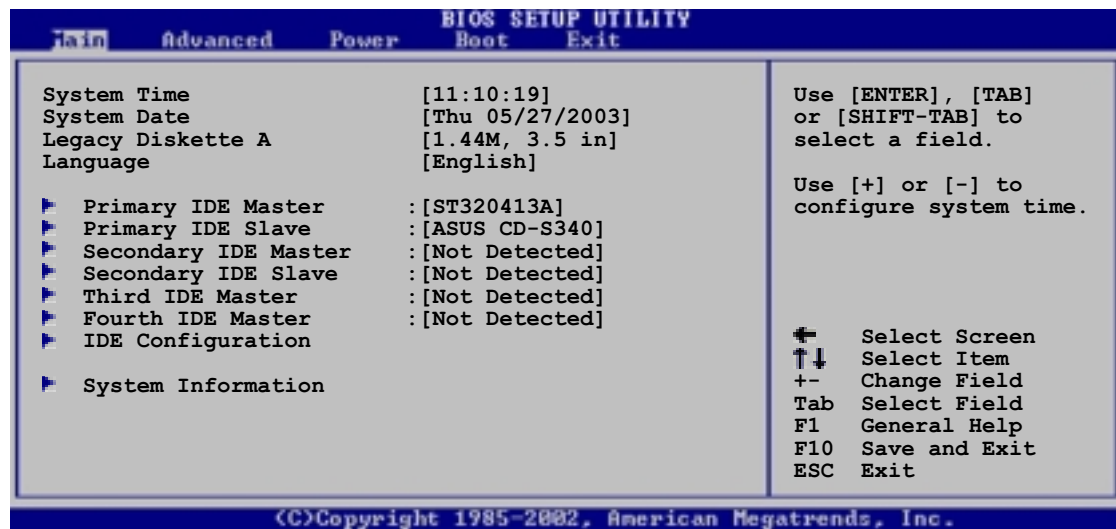 BIOS SETUP UTILITY
Main Advanced Power Boot Exit
System Time [11:10:19]
System Date [Thu 05/27/2003]
Legacy Diskette A [1.44M, 3.5 in]
Language [English]
Primary IDE Master :[ST320413A]
Primary IDE Slave :[ASUS CD-S340]
Secondary IDE Master :[Not Detected]
Secondary IDE Slave :[Not Detected]
Third IDE Master :[Not Detected]
Fourth IDE Master :[Not Detected]
IDE Configuration
System Information
Use [ENTER], [TAB]
or [SHIFT-TAB] to
select a field.
Use [+] or [-] to
configure system time.
← Select Screen
↑↓ Select Item
+- Change Field
Tab Select Field
F1 General Help
F10 Save and Exit
ESC Exit
(C)Copyright 1985-2002, American Megatrends, Inc.